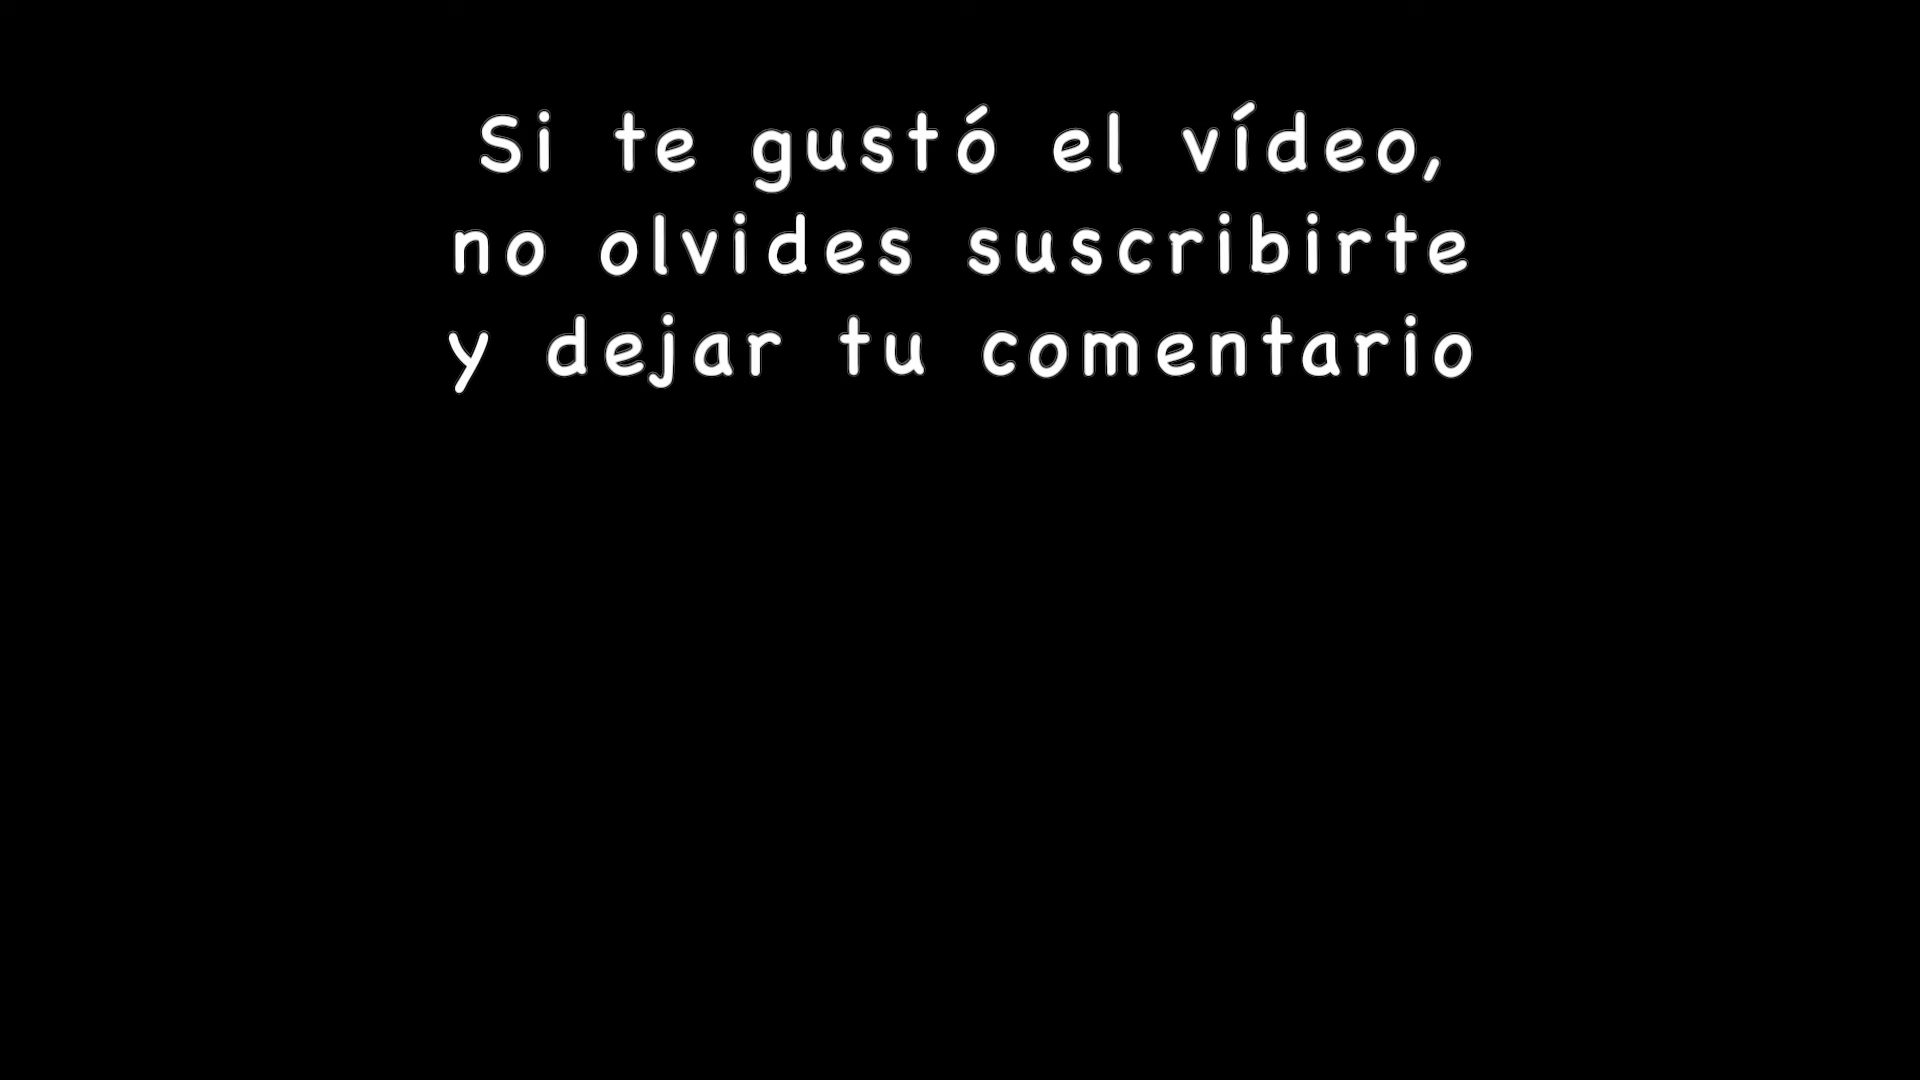 Si te gustó el vídeo,
no olvides suscribirte
y dejar tu comentario